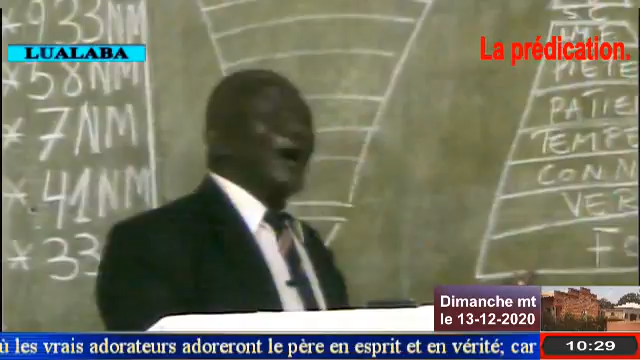 *933NM
LUALABA
*58NM
*7NM
*41NM
*33
La prédication.
PIETE
PATIE
TEMPE
CONN
VER
Dimanche mt
le 13-12-2020
ù les vrais adorateurs adoreront le père en esprit et en vérité; car
10:29